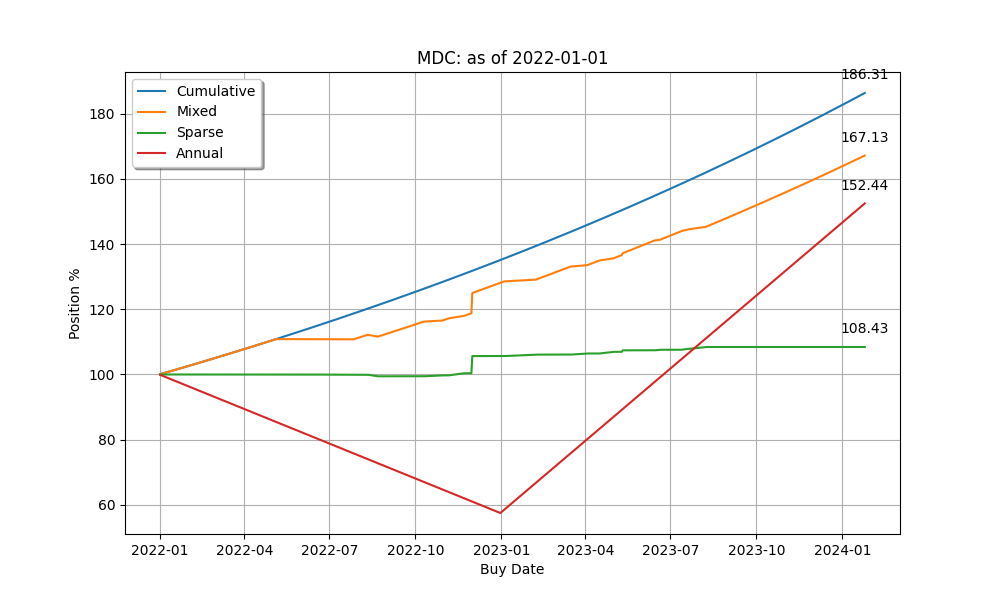 MDC: as of 2022-01-01
Cumulative
Mixed
Sparse
Annual
186.31
167.13
152.44
108.43
Position %
180
160
140
120
100
80
60
2022-01
2022-04
2022-07
2022-10
2023-01
2023-04
2023-07
2023-10
2024-01
Buy Date